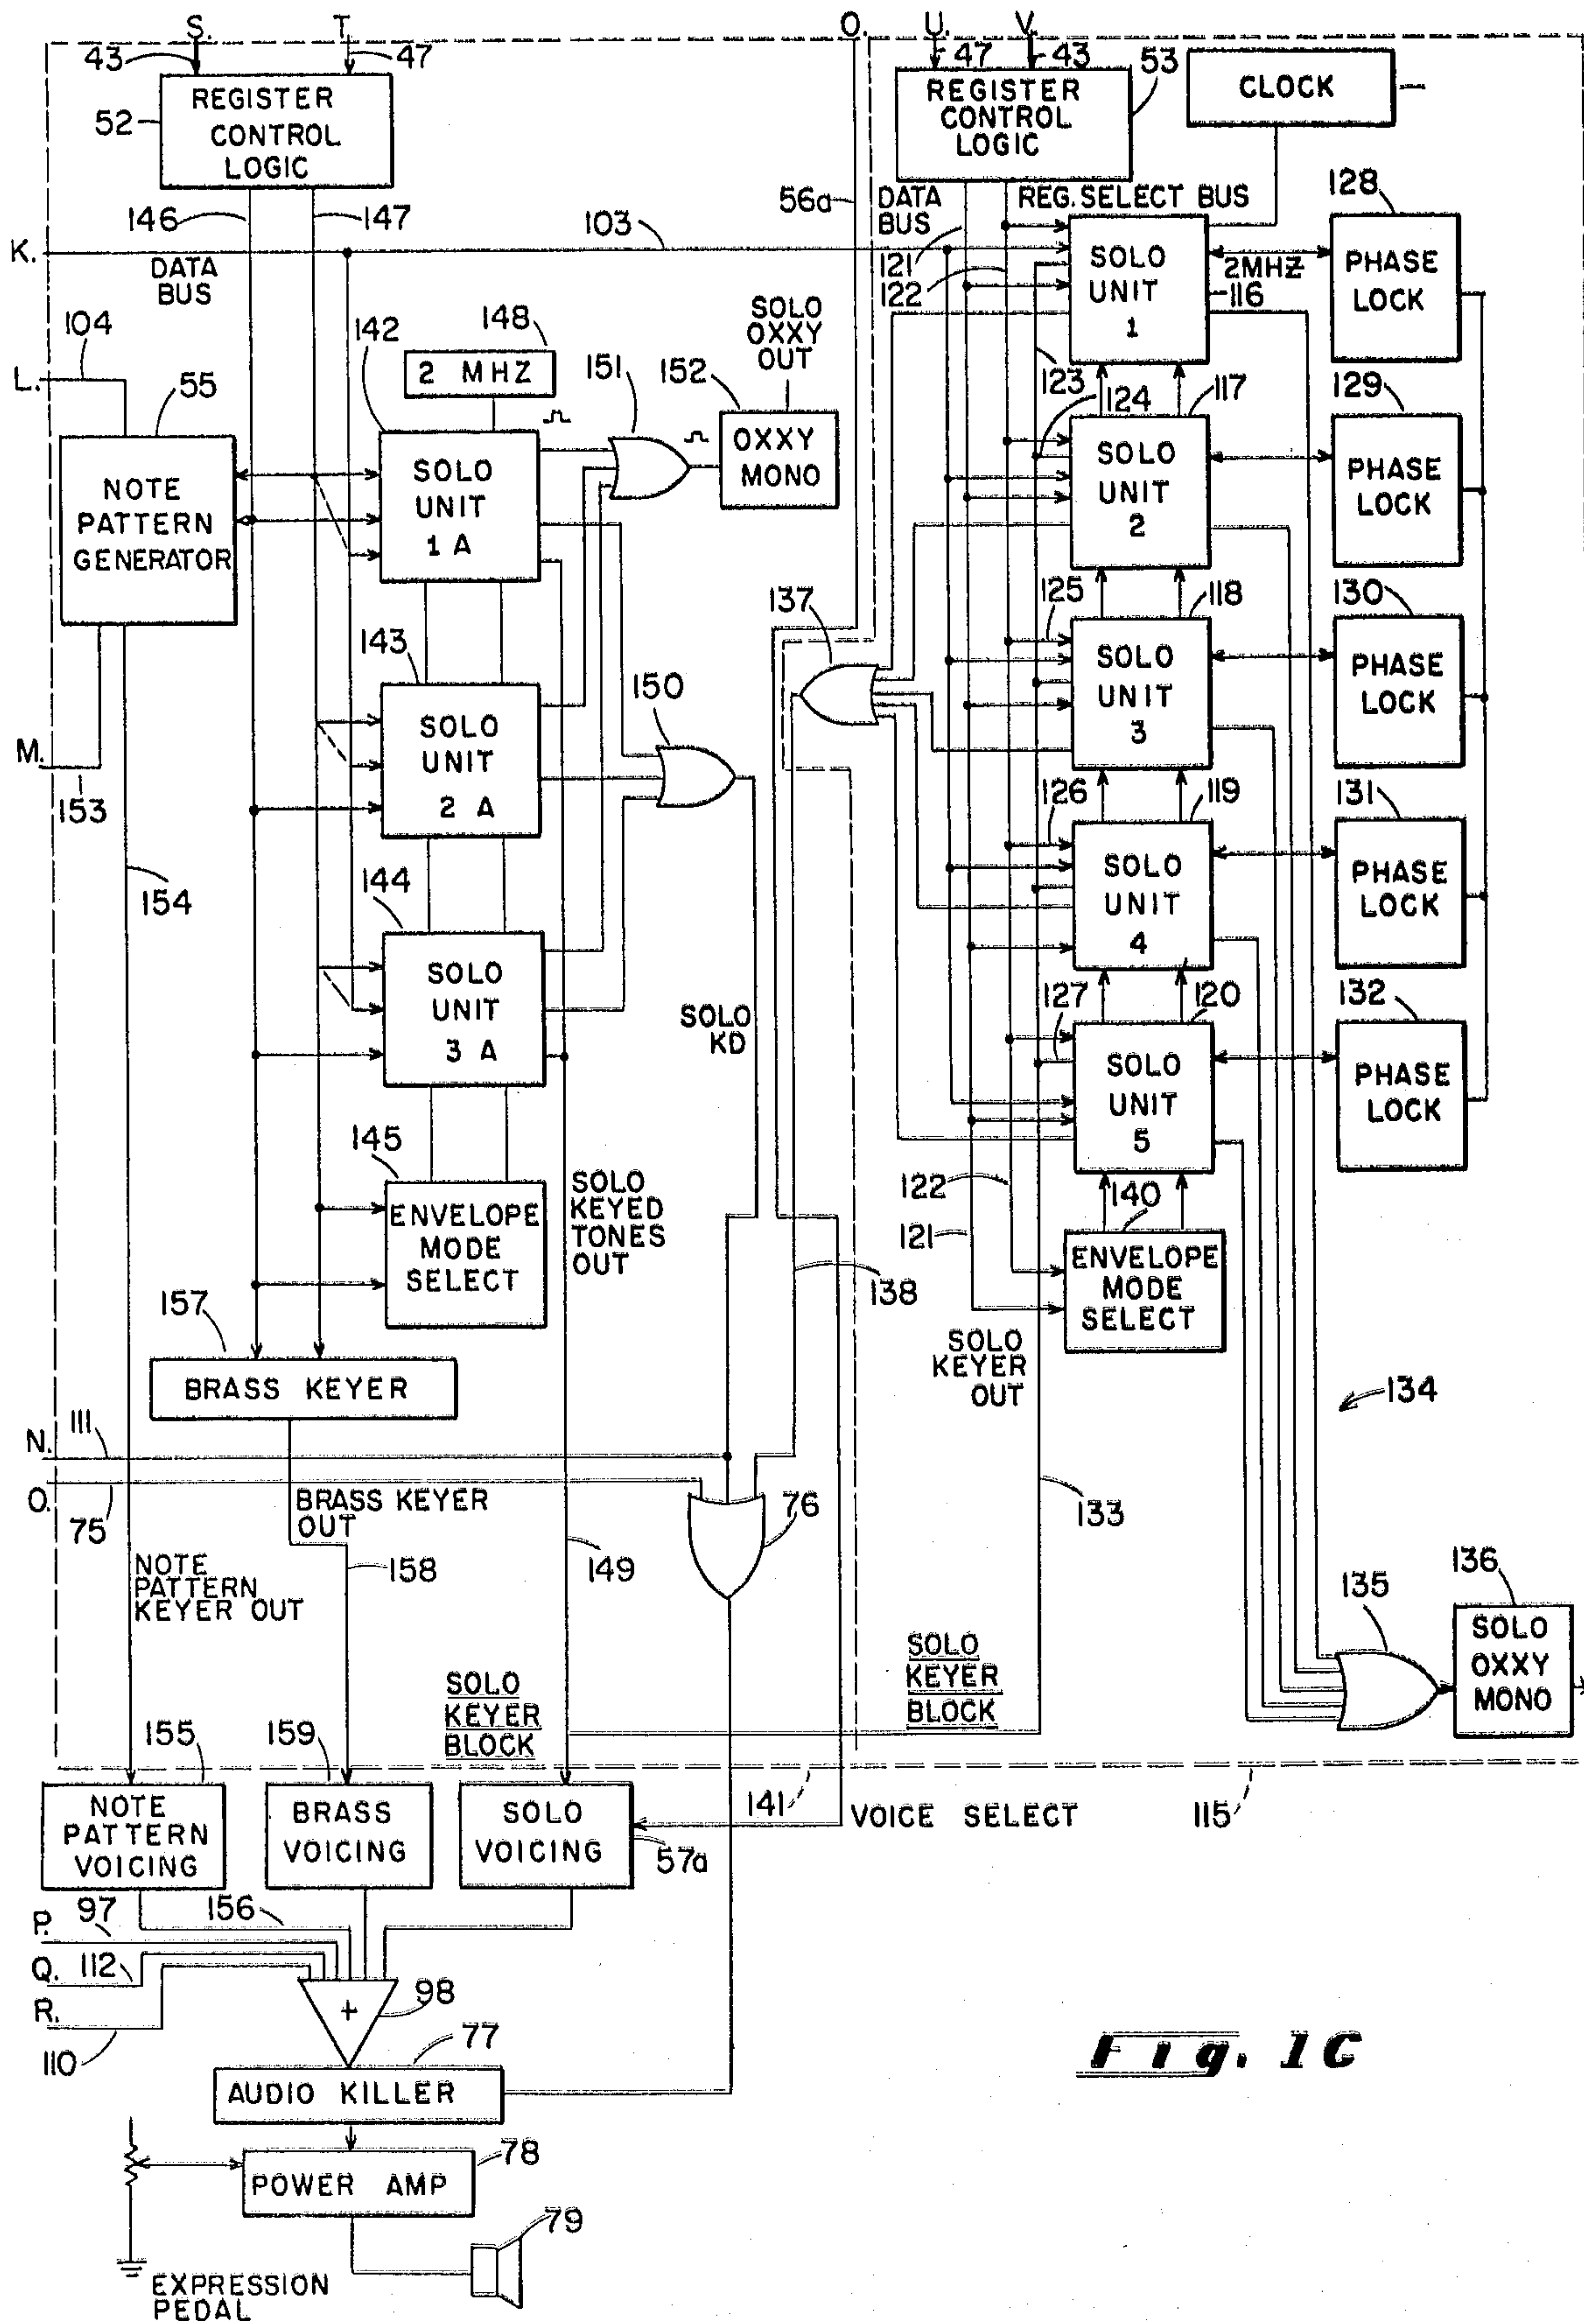 S.
T.
O.
U.
V.
43
47
47
43
53
REGISTER
CONTROL
LOGIC
52
REGISTER
CONTROL
LOGIC
CLOCK
146
147
103
56a
DATA
BUS
REG. SELECT BUS
128
K.
DATA
BUS
121
122
SOLO
UNIT
1
2MHZ
116
PHASE
LOCK
104
L.
55
142
148
2 MHZ
151
152
SOLO
OXXY
OUT
123
124
117
129
NOTE
PATTERN
GENERATOR
SOLO
UNIT
1 A
OXXY
MONO
SOLO
UNIT
2
PHASE
LOCK
137
125
118
130
143
150
SOLO
UNIT
3
PHASE
LOCK
M.
153
SOLO
UNIT
2 A
126
119
131
154
144
SOLO
UNIT
4
PHASE
LOCK
SOLO
UNIT
3 A
SOLO
KD
127
120
132
SOLO
UNIT
5
PHASE
LOCK
145
ENVELOPE
MODE
SELECT
SOLO
KEYED
TONES
OUT
122
121
140
ENVELOPE
MODE
SELECT
138
157
BRASS KEYER
SOLO
KEYER
OUT
134
111
N.
O.
75
BRASS KEYER
OUT
76
133
NOTE
PATTERN
KEYER OUT
158
149
135
136
SOLO
OXXY
MONO
SOLO
KEYER
BLOCK
SOLO
KEYER
BLOCK
155
159
NOTE
PATTERN
VOICING
BRASS
VOICING
SOLO
VOICING
57a
141
VOICE SELECT
115
P.
97
156
Q.
112
R.
110
+
98
77
AUDIO KILLER
78
POWER AMP
79
EXPRESSION
PEDAL
Fig. 1C